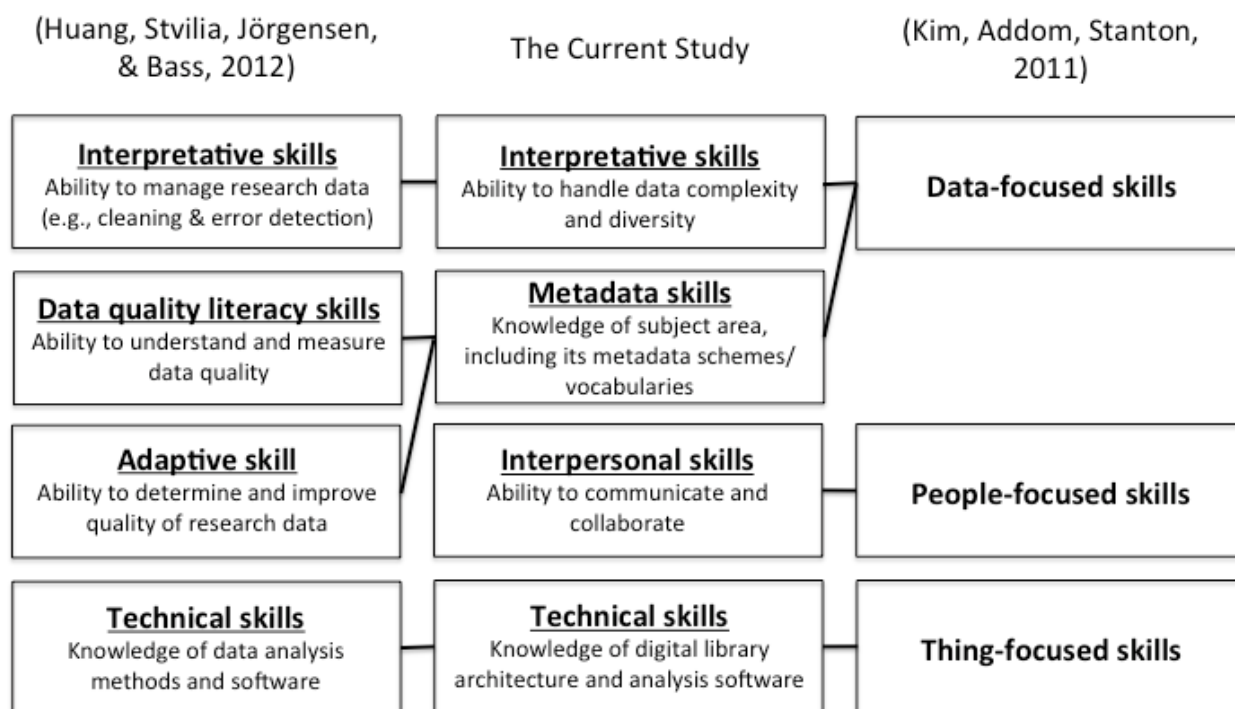 (Huang, Stvilia, Jörgensen,
& Bass, 2012)
The Current Study
(Kim, Addom, Stanton,
2011)
Interpretative skills
Ability to manage research data
(e.g., cleaning & error detection)
Interpretative skills
Ability to handle data complexity
and diversity
Data-focused skills
Data quality literacy skills
Ability to understand and measure
data quality
Metadata skills
Knowledge of subject area,
including its metadata schemes/
vocabularies
Adaptive skill
Ability to determine and improve
quality of research data
Interpersonal skills
Ability to communicate and
collaborate
People-focused skills
Technical skills
Knowledge of data analysis
methods and software
Technical skills
Knowledge of digital library
architecture and analysis software
Thing-focused skills